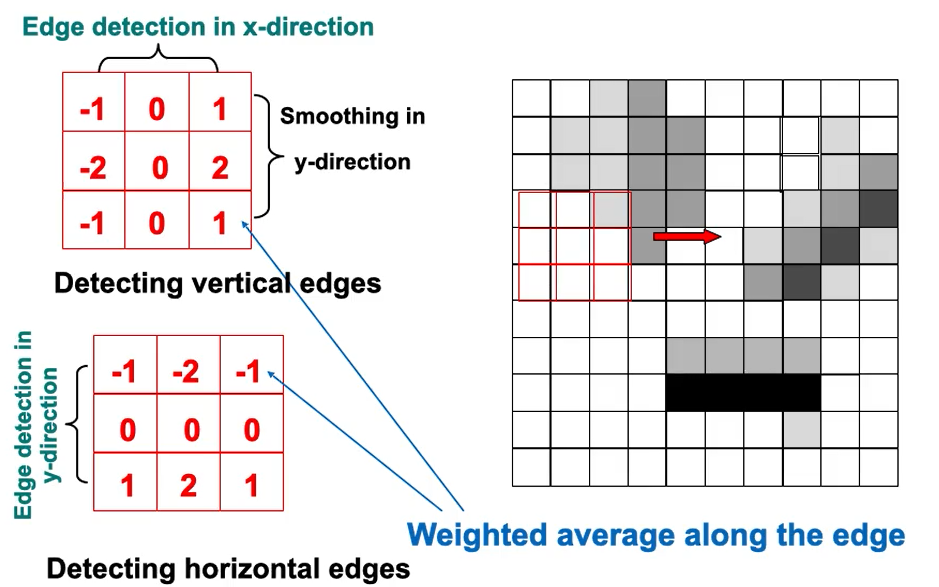 Edge detection in x-direction
-1 0 1
-2 0 2
-1 0 1
Smoothing in
y-direction
Detecting vertical edges
Edge detection in
y-direction
-1 -2 -1
0 0 0
1 2 1
Weighted average along the edge
Detecting horizontal edges